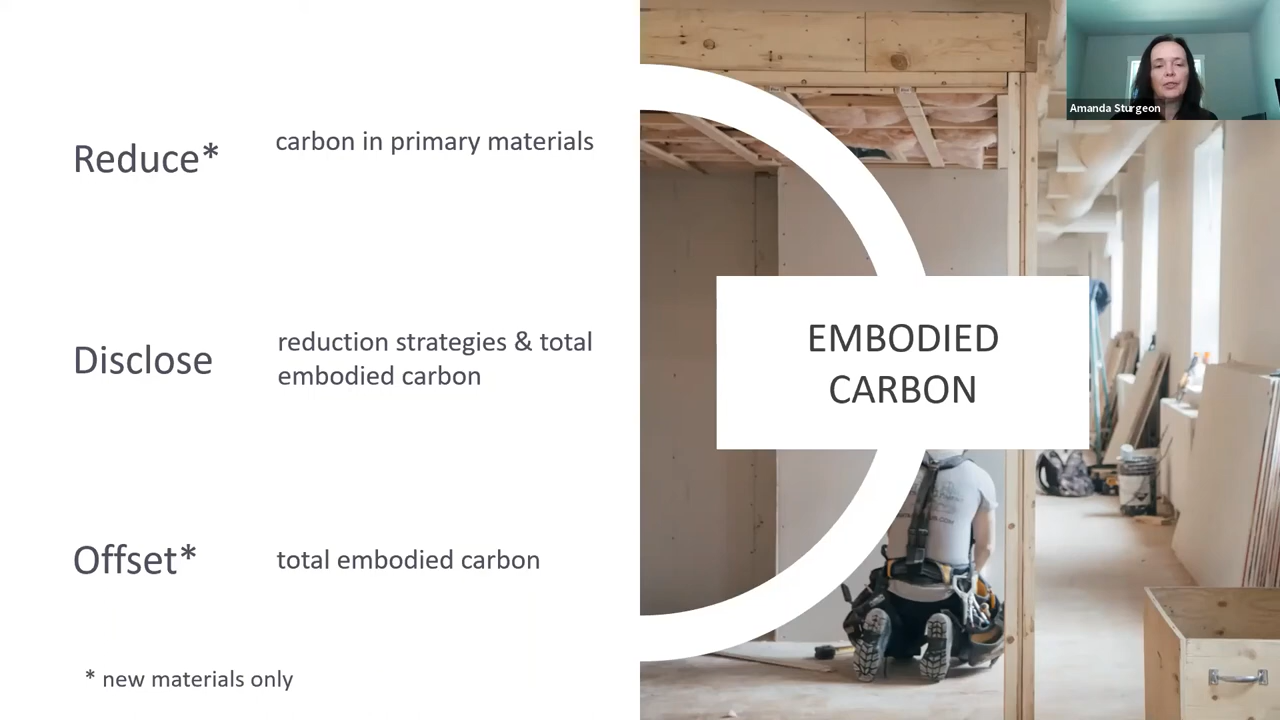 Reduce*
carbon in primary materials
Disclose
reduction strategies & total
embodied carbon
Offset*
total embodied carbon
* new materials only
EMBODIED
CARBON
Amanda Sturgeon